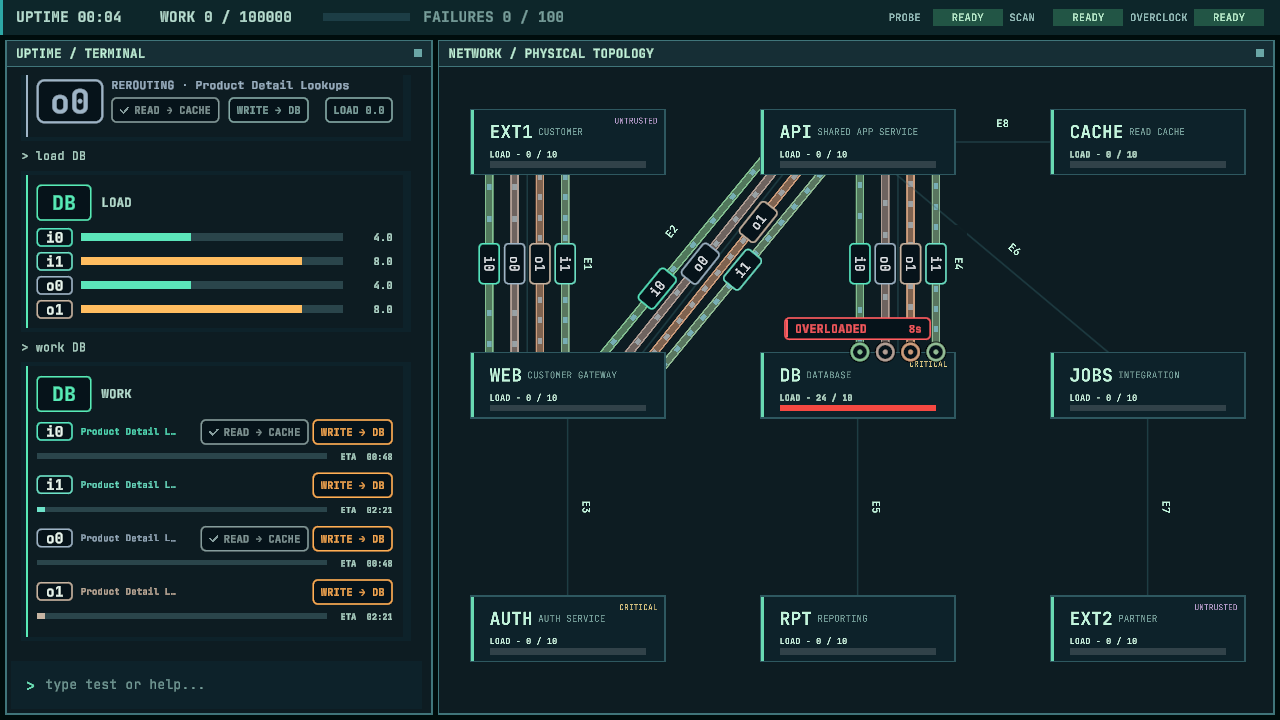 UPTIME 00:04 WORK 0 / 100000 FAILURES 0 / 100 PROBE READY SCAN READY OVERCLOCK READY
UPTIME / TERMINAL
o0 REROUTING · Product Detail Lookups
✓ READ → CACHE WRITE → DB LOAD 0.0
> load DB
DB LOAD
i0 4.0
i1 8.0
o0 4.0
o1 8.0
> work DB
DB WORK
i0 Product Detail L… ✓ READ → CACHE WRITE → DB
ETA 00:48
i1 Product Detail L… WRITE → DB
ETA 02:21
o0 Product Detail L… ✓ READ → CACHE WRITE → DB
ETA 00:48
o1 Product Detail L… WRITE → DB
ETA 02:21
> type test or help...
NETWORK / PHYSICAL TOPOLOGY
UNTRUSTED
EXT1 CUSTOMER
LOAD - 0 / 10
API SHARED APP SERVICE
LOAD - 0 / 10
E8
CACHE READ CACHE
LOAD - 0 / 10
i0 o0 o1 i1 E1
E2 i0 o0 o1 i1
i0 o0 o1 i1 E4
E6
OVERLOADED 8s
WEB CUSTOMER GATEWAY
LOAD - 0 / 10
CRITICAL
DB DATABASE
LOAD - 24 / 10
JOBS INTEGRATION
LOAD - 0 / 10
E3
E5
E7
CRITICAL
AUTH AUTH SERVICE
LOAD - 0 / 10
RPT REPORTING
LOAD - 0 / 10
UNTRUSTED
EXT2 PARTNER
LOAD - 0 / 10